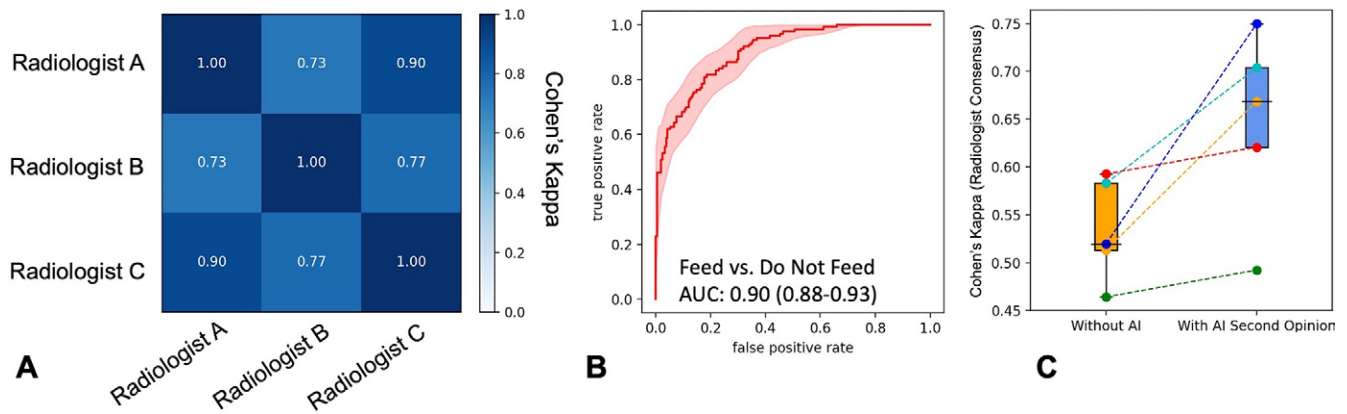 Radiologist A
Radiologist B
Radiologist C
1.00 0.73 0.90
0.73 1.00 0.77
0.90 0.77 1.00
Radiologist A
Radiologist B
Radiologist C
1.0
0.8
0.6
0.4
0.2
0.0
Cohen's Kappa
A
true positive rate
1.0
0.8
0.6
0.4
0.2
0.0
Feed vs. Do Not Feed
AUC: 0.90 (0.88-0.93)
0.0 0.2 0.4 0.6 0.8 1.0
false positive rate
B
Cohen's Kappa (Radiologist Consensus)
0.75
0.70
0.65
0.60
0.55
0.50
0.45
Without AI With AI Second Opinion
C